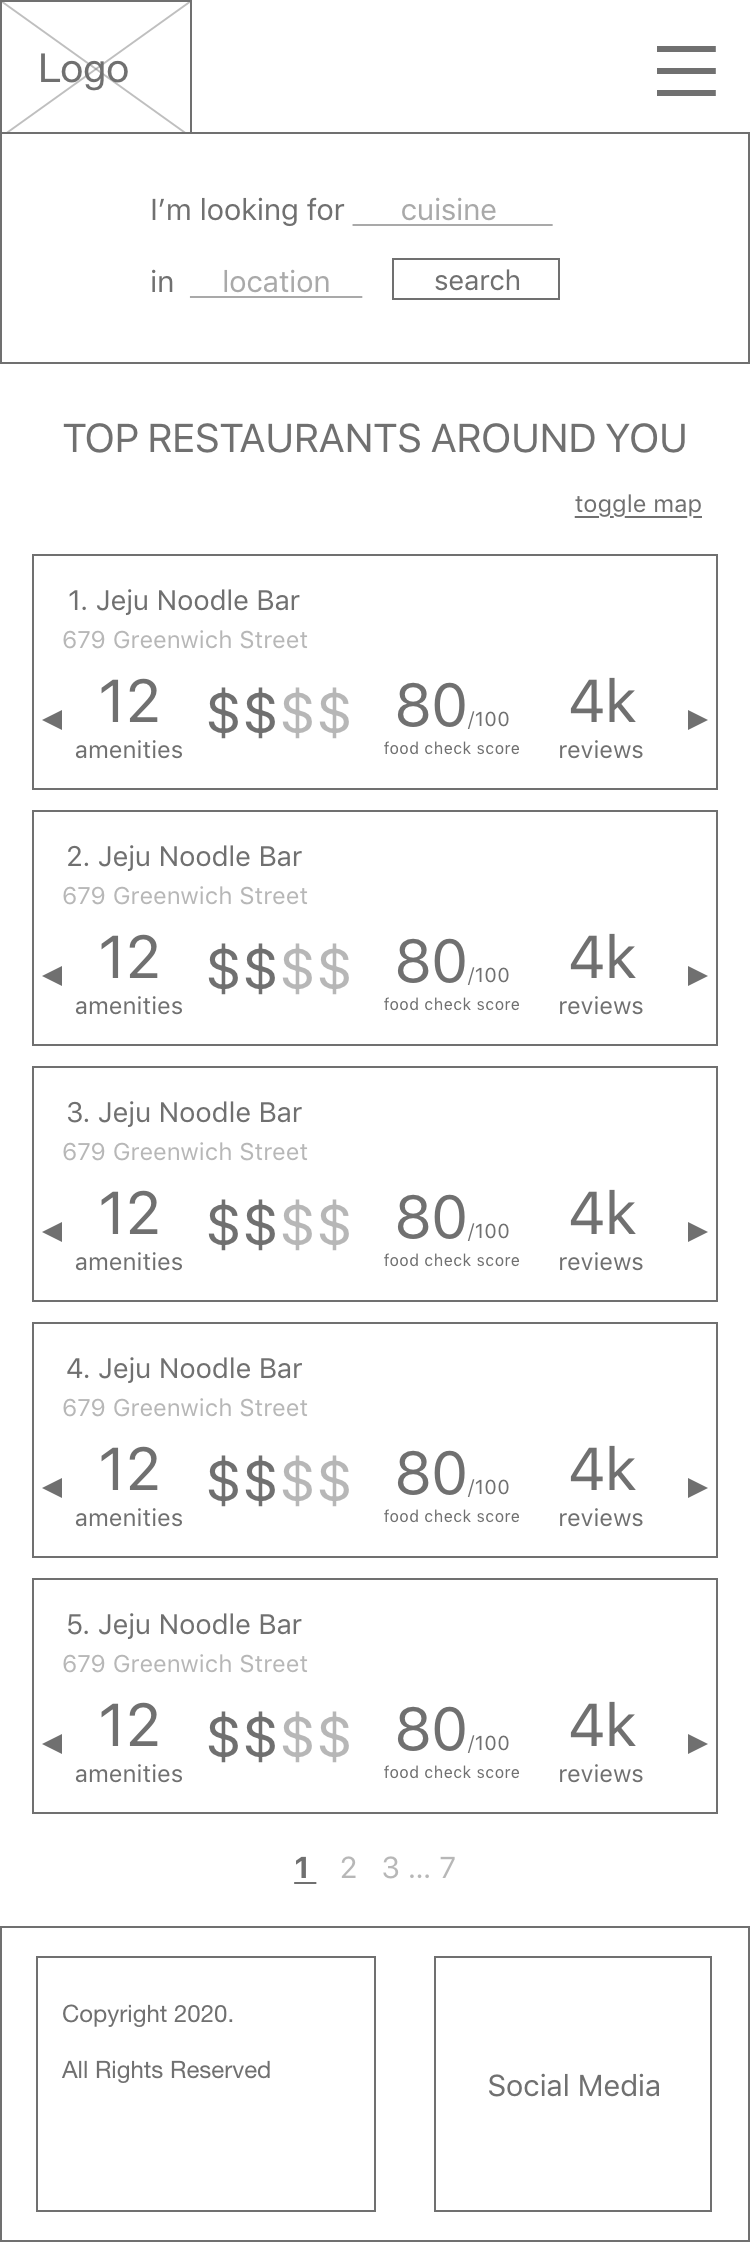 Logo
I’m looking for cuisine
in location search
TOP RESTAURANTS AROUND YOU
toggle map
1. Jeju Noodle Bar
679 Greenwich Street
12 $$$$ 80/100 4k
amenities food check score reviews
2. Jeju Noodle Bar
679 Greenwich Street
12 $$$$ 80/100 4k
amenities food check score reviews
3. Jeju Noodle Bar
679 Greenwich Street
12 $$$$ 80/100 4k
amenities food check score reviews
4. Jeju Noodle Bar
679 Greenwich Street
12 $$$$ 80/100 4k
amenities food check score reviews
5. Jeju Noodle Bar
679 Greenwich Street
12 $$$$ 80/100 4k
amenities food check score reviews
1 2 3 ... 7
Copyright 2020.
All Rights Reserved
Social Media